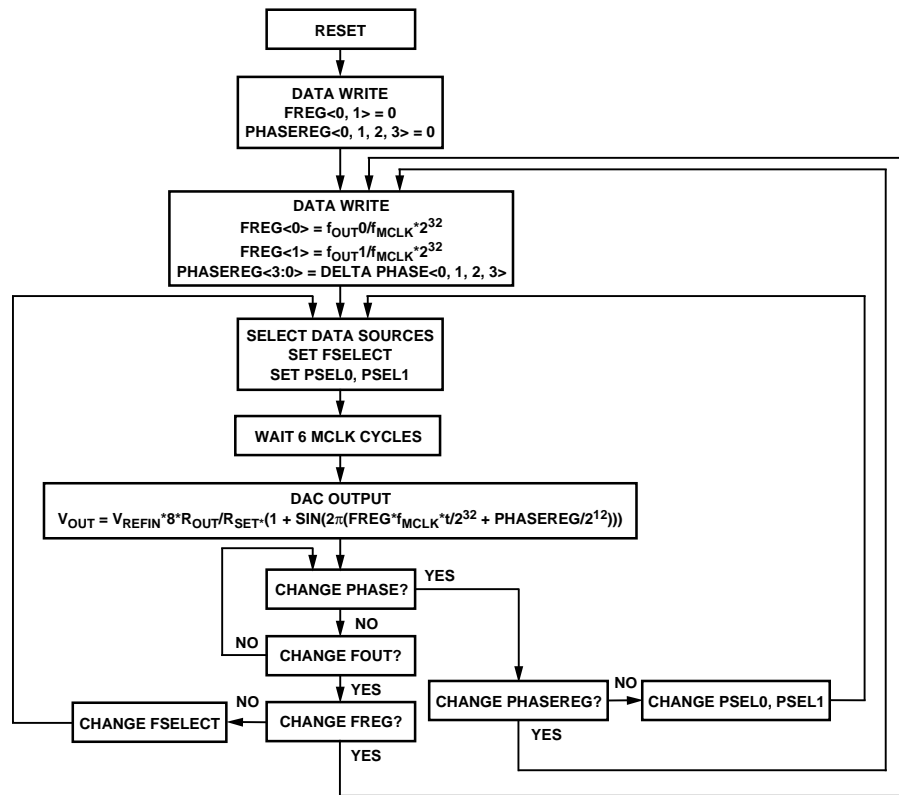 RESET
DATA WRITE
FREG<0, 1> = 0
PHASEREG<0, 1, 2, 3> = 0
DATA WRITE
FREG<0> = fOUT0/fMCLK*2^32
FREG<1> = fOUT1/fMCLK*2^32
PHASEREG<3:0> = DELTA PHASE<0, 1, 2, 3>
SELECT DATA SOURCES
SET FSELECT
SET PSEL0, PSEL1
WAIT 6 MCLK CYCLES
DAC OUTPUT
VOUT = VREFIN*8*ROUT/RSET*(1 + SIN(2π(FREG*fMCLK*t/2^32 + PHASEREG/2^12)))
CHANGE PHASE?
YES
NO
NO
CHANGE FOUT?
YES
CHANGE PHASEREG?
NO
CHANGE PSEL0, PSEL1
YES
CHANGE FSELECT
NO
CHANGE FREG?
YES